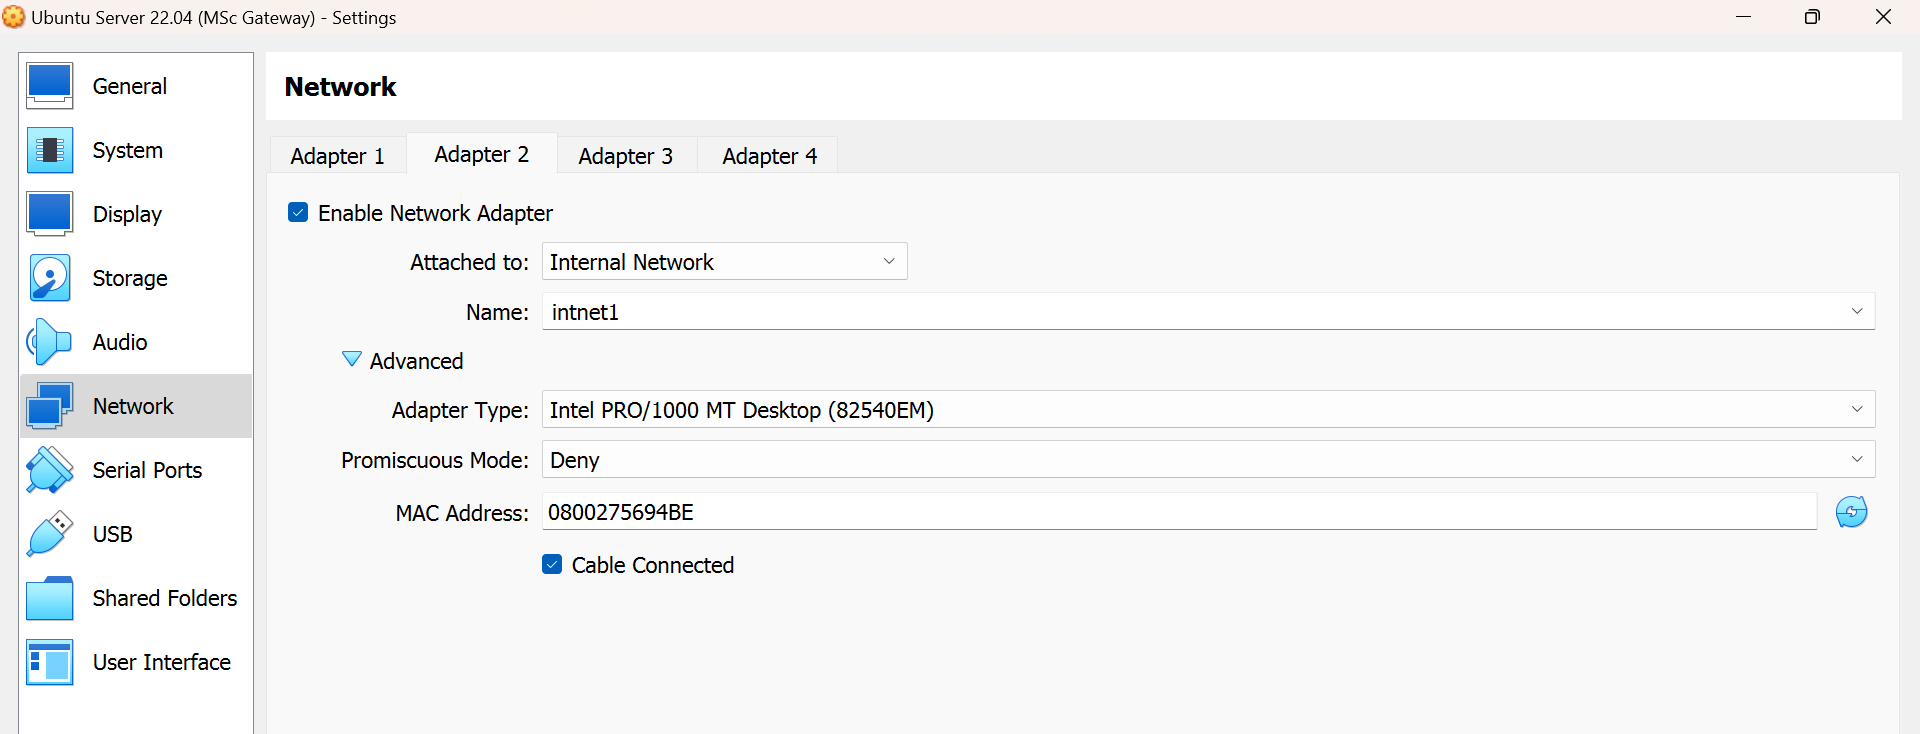 Ubuntu Server 22.04 (MSc Gateway) - Settings
General
System
Display
Storage
Audio
Network
Serial Ports
USB
Shared Folders
User Interface
Network
Adapter 1 Adapter 2 Adapter 3 Adapter 4
Enable Network Adapter
Attached to: Internal Network
Name: intnet1
Advanced
Adapter Type: Intel PRO/1000 MT Desktop (82540EM)
Promiscuous Mode: Deny
MAC Address: 0800275694BE
Cable Connected